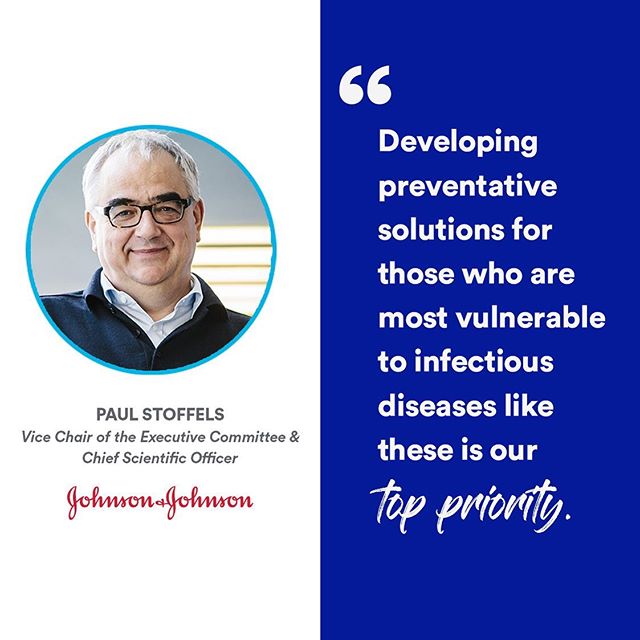 PAUL STOFFELS
Vice Chair of the Executive Committee &
Chief Scientific Officer
Johnson & Johnson
“
Developing
preventative
solutions for
those who are
most vulnerable
to infectious
diseases like
these is our
top priority.